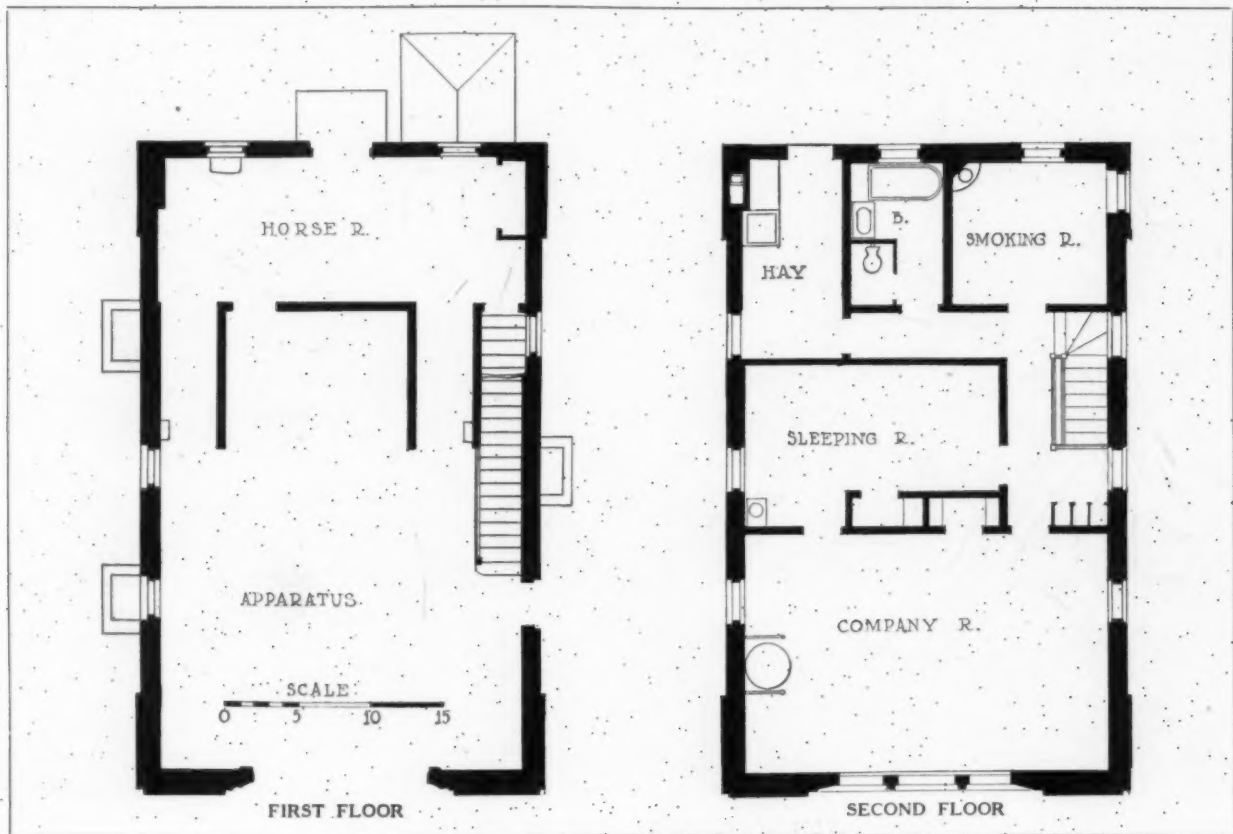 HORSE R.
APPARATUS.
SCALE
0 5 10 15
FIRST FLOOR
HAY
B.
SMOKING R.
SLEEPING R.
COMPANY R.
SECOND FLOOR